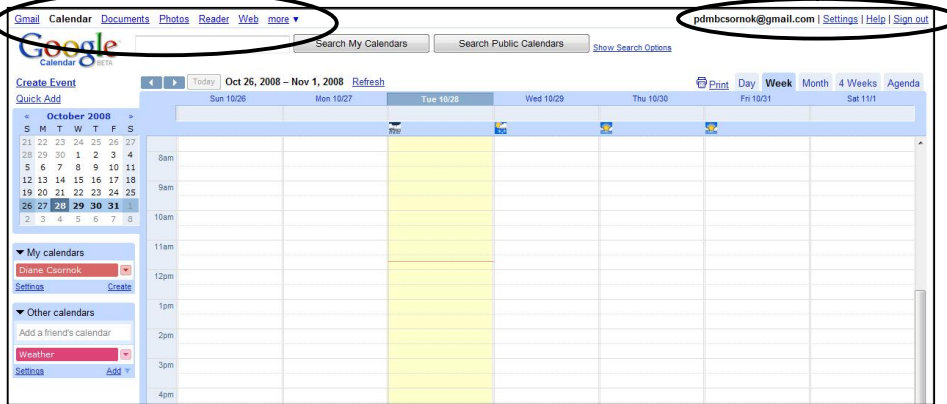 Gmail Calendar Documents Photos Reader Web more ▼
pdmbcsornok@gmail.com | Settings | Help | Sign out
Google
Calendar BETA
Search My Calendars Search Public Calendars Show Search Options
Create Event
Quick Add
Today Oct 26, 2008 – Nov 1, 2008 Refresh
Print Day Week Month 4 Weeks Agenda
« October 2008 »
S M T W T F S
21 22 23 24 25 26 27
28 29 30 1 2 3 4
5 6 7 8 9 10 11
12 13 14 15 16 17 18
19 20 21 22 23 24 25
26 27 28 29 30 31 1
2 3 4 5 6 7 8
▼ My calendars
Diane Csornok
Settings Create
▼ Other calendars
Add a friend's calendar
Weather
Settings Add ▼
Sun 10/26 Mon 10/27 Tue 10/28 Wed 10/29 Thu 10/30 Fri 10/31 Sat 11/1
8am
9am
10am
11am
12pm
1pm
2pm
3pm
4pm